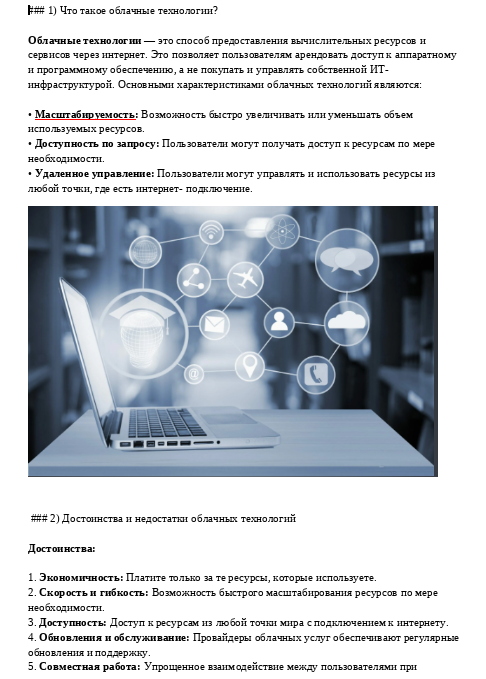 ### 1) Что такое облачные технологии?
Облачные технологии — это способ предоставления вычислительных ресурсов и
сервисов через интернет. Это позволяет пользователям арендовать доступ к аппаратному
и программному обеспечению, а не покупать и управлять собственной ИТ-
инфраструктурой. Основными характеристиками облачных технологий являются:
• Масштабируемость: Возможность быстро увеличивать или уменьшать объем
используемых ресурсов.
• Доступность по запросу: Пользователи могут получать доступ к ресурсам по мере
необходимости.
• Удаленное управление: Пользователи могут управлять и использовать ресурсы из
любой точки, где есть интернет- подключение.
@
### 2) Достоинства и недостатки облачных технологий
Достоинства:
1. Экономичность: Платите только за те ресурсы, которые используете.
2. Скорость и гибкость: Возможность быстрого масштабирования ресурсов по мере
необходимости.
3. Доступность: Доступ к ресурсам из любой точки мира с подключением к интернету.
4. Обновления и обслуживание: Провайдеры облачных услуг обеспечивают регулярные
обновления и поддержку.
5. Совместная работа: Упрощенное взаимодействие между пользователями при